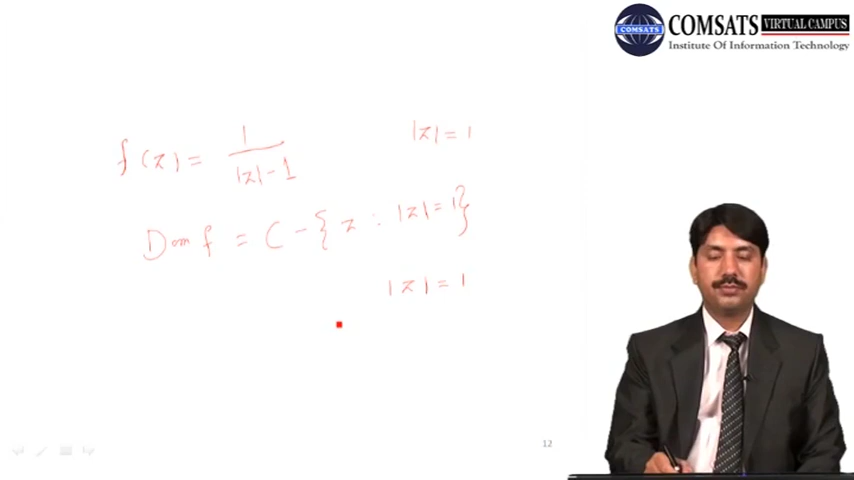 COMSATS
COMSATS VIRTUAL CAMPUS
Institute Of Information Technology
f(z) = 1 / |z| - 1
|z| = 1
Dom f = C - { z : |z| = 1 }
|z| = 1
12